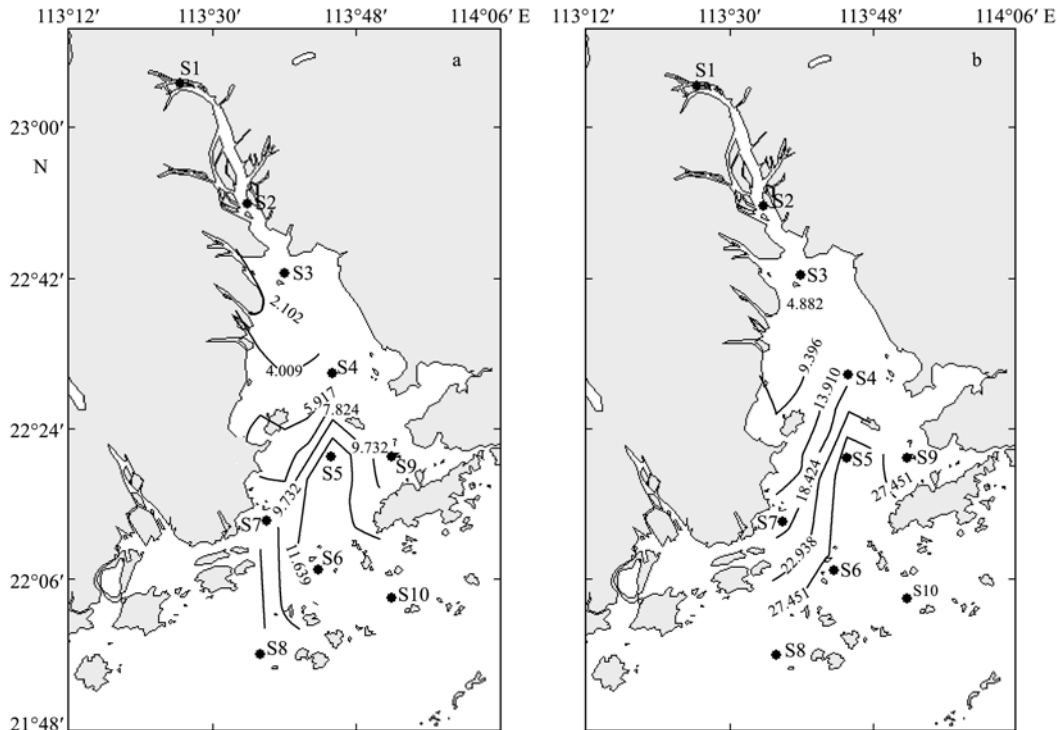 113°12′ 113°30′ 113°48′ 114°06′ E
113°12′ 113°30′ 113°48′ 114°06′ E
a
b
S1
S1
23°00′
N
S2
S2
S3
S3
22°42′
2.102
4.882
4.009
S4
9.396
S4
5.917
7.824
13.910
22°24′
9.732
S5
S9
S5
S9
9.732
18.424
27.451
S7
S7
11.639
S6
22.938
S6
22°06′
S10
27.451
S10
S8
S8
21°48′